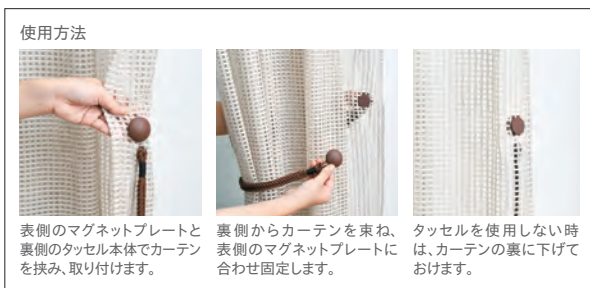 使用方法
表側のマグネットプレートと
裏側のタッセル本体でカーテン
を挟み、取り付けます。
裏側からカーテンを束ね、
表側のマグネットプレートに
合わせ固定します。
タッセルを使用しない時
は、カーテンの裏に下げて
おけます。